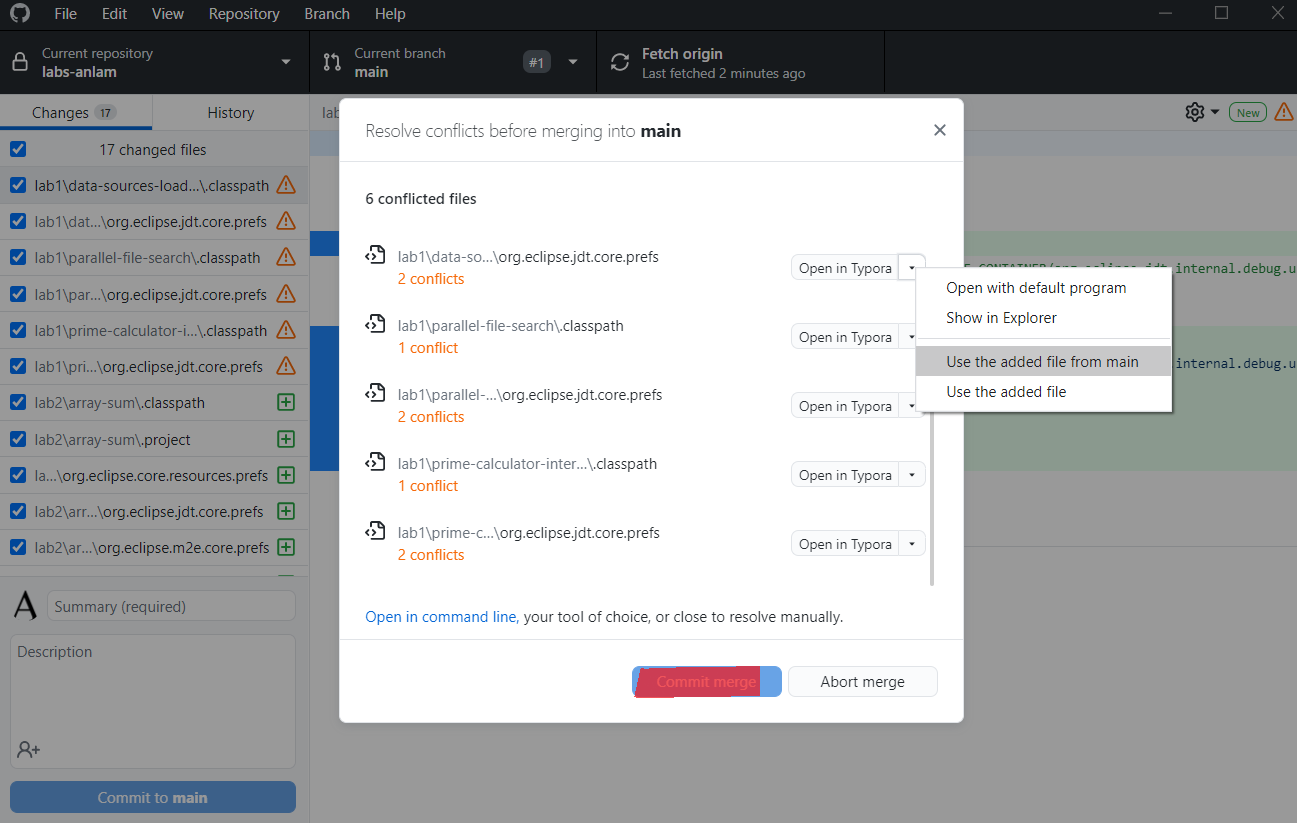 File Edit View Repository Branch Help
Current repository
labs-anlam
Current branch
main
#1
Fetch origin
Last fetched 2 minutes ago
Changes 17
History
lab
New
17 changed files
lab1\data-sources-load...\.classpath
lab1\dat...\org.eclipse.jdt.core.prefs
lab1\parallel-file-search\.classpath
lab1\par...\org.eclipse.jdt.core.prefs
lab1\prime-calculator-i...\.classpath
lab1\pri...\org.eclipse.jdt.core.prefs
lab2\array-sum\.classpath
lab2\array-sum\.project
la...\org.eclipse.core.resources.prefs
lab2\arr...\org.eclipse.jdt.core.prefs
lab2\ar...\org.eclipse.m2e.core.prefs
Summary (required)
Description
Commit to main
Resolve conflicts before merging into main
6 conflicted files
lab1\data-so...\org.eclipse.jdt.core.prefs
2 conflicts
Open in Typora
lab1\parallel-file-search\.classpath
1 conflict
Open in Typora
lab1\parallel-...\org.eclipse.jdt.core.prefs
2 conflicts
Open in Typora
lab1\prime-calculator-inter...\.classpath
1 conflict
Open in Typora
lab1\prime-c...\org.eclipse.jdt.core.prefs
2 conflicts
Open in Typora
Open in command line, your tool of choice, or close to resolve manually.
Commit merge
Abort merge
Open with default program
Show in Explorer
Use the added file from main
Use the added file
internal.debug.u
internal.debug.u